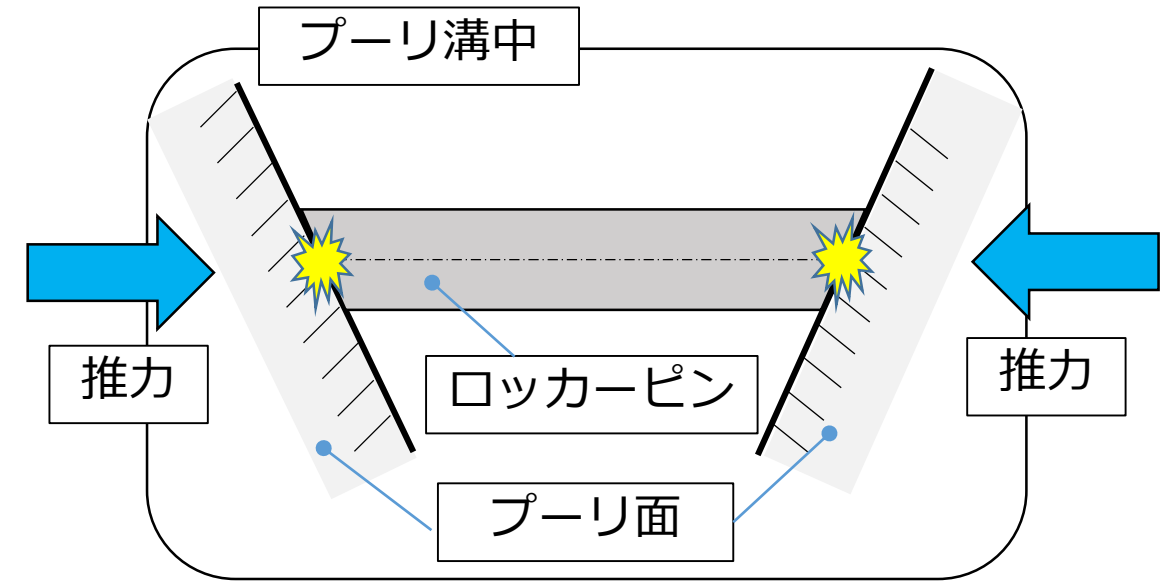 プーリ溝中
推力
推力
ロッカーピン
プーリ面